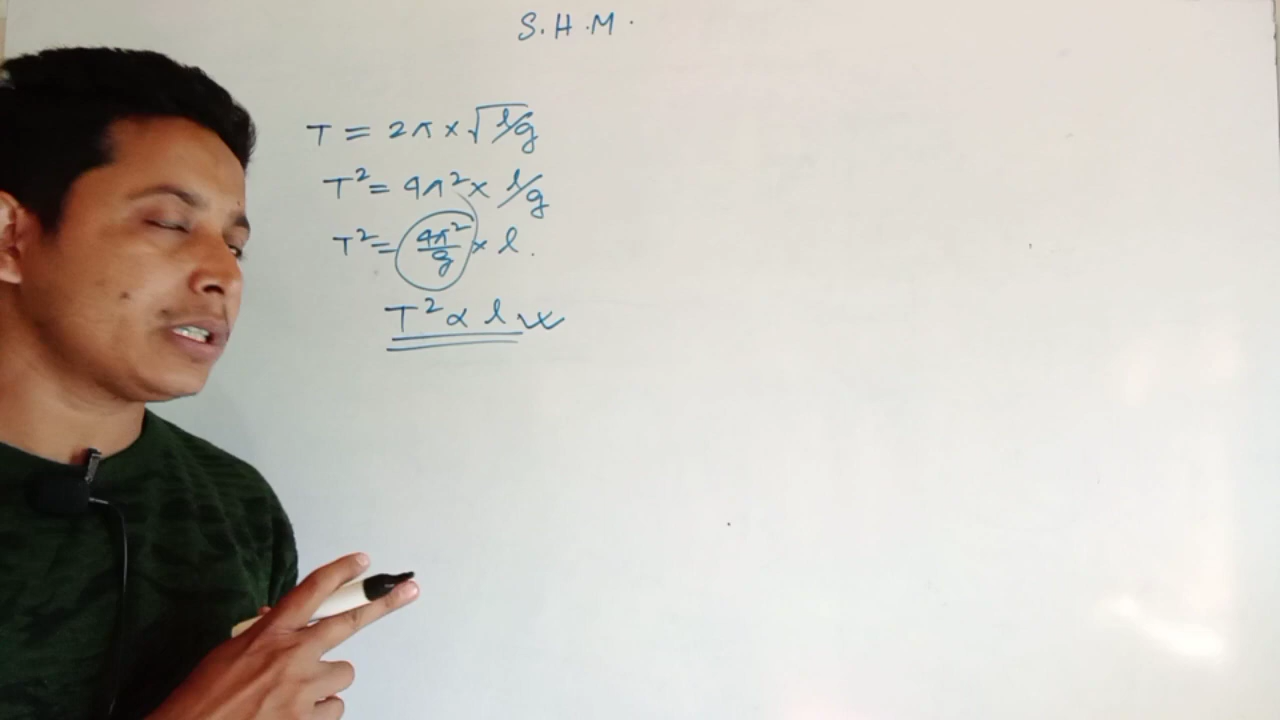 S.H.M.
T = 2π × √l/g
T² = 4π² × l/g
T² = 4π²/g × l.
T² ∝ l